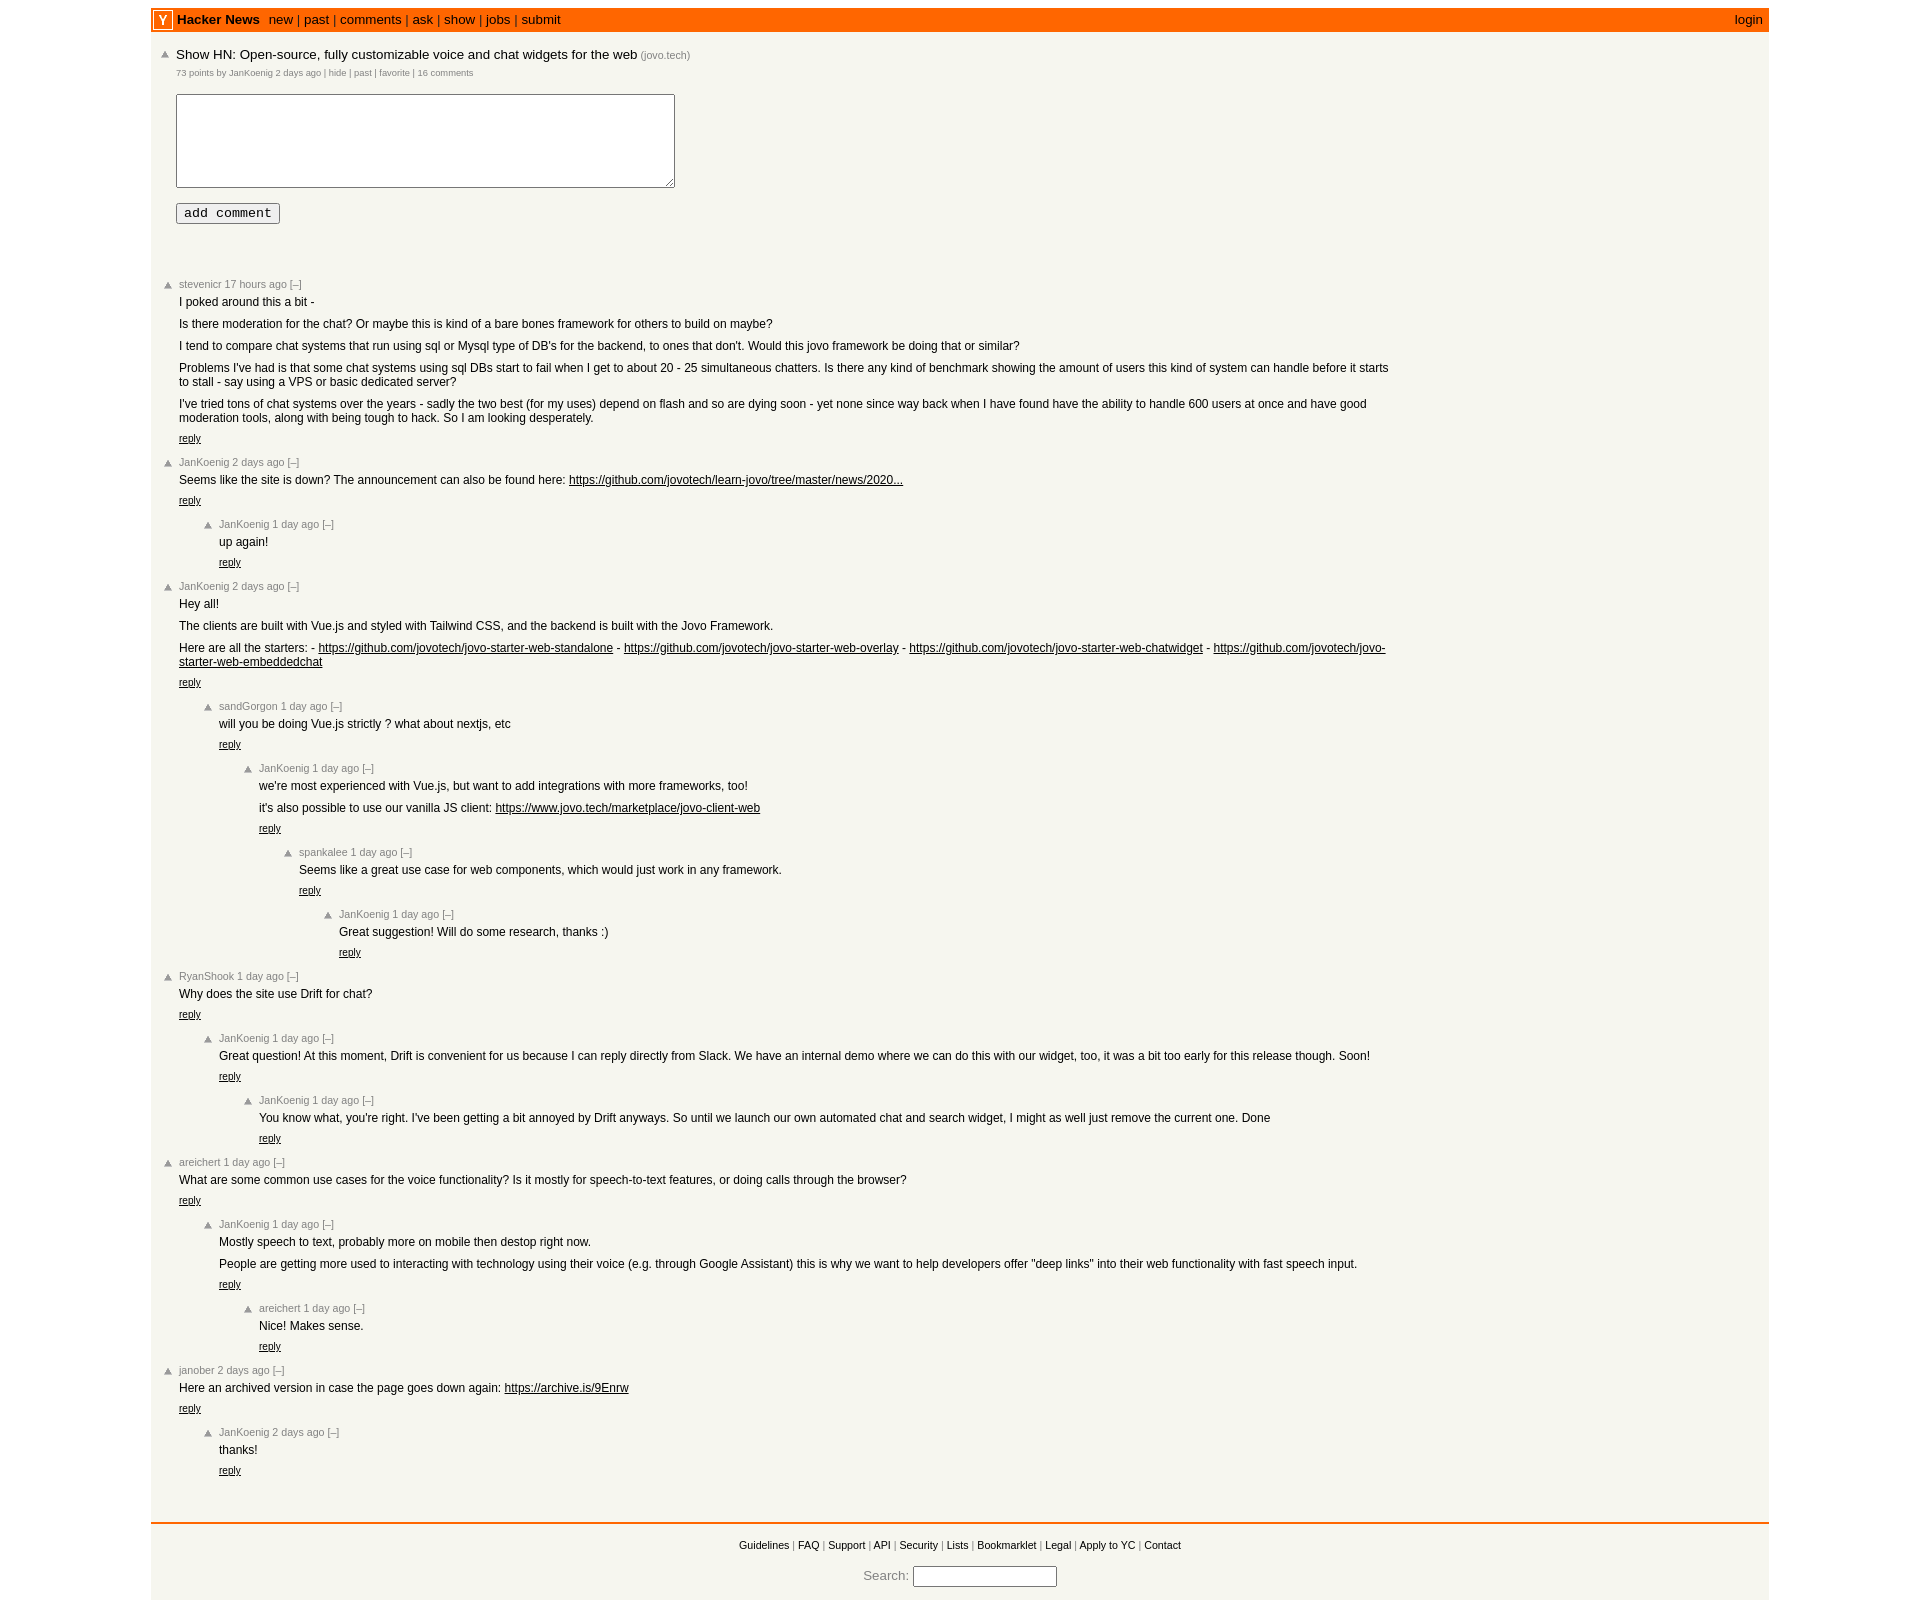 Y Hacker News new | past | comments | ask | show | jobs | submit login
Show HN: Open-source, fully customizable voice and chat widgets for the web (jovo.tech)
73 points by JanKoenig 2 days ago | hide | past | favorite | 16 comments
add comment
stevenicr 17 hours ago [–]
I poked around this a bit -
Is there moderation for the chat? Or maybe this is kind of a bare bones framework for others to build on maybe?
I tend to compare chat systems that run using sql or Mysql type of DB's for the backend, to ones that don't. Would this jovo framework be doing that or similar?
Problems I've had is that some chat systems using sql DBs start to fail when I get to about 20 - 25 simultaneous chatters. Is there any kind of benchmark showing the amount of users this kind of system can handle before it starts
to stall - say using a VPS or basic dedicated server?
I've tried tons of chat systems over the years - sadly the two best (for my uses) depend on flash and so are dying soon - yet none since way back when I have found have the ability to handle 600 users at once and have good
moderation tools, along with being tough to hack. So I am looking desperately.
reply
JanKoenig 2 days ago [–]
Seems like the site is down? The announcement can also be found here: https://github.com/jovotech/learn-jovo/tree/master/news/2020...
reply
JanKoenig 1 day ago [–]
up again!
reply
JanKoenig 2 days ago [–]
Hey all!
The clients are built with Vue.js and styled with Tailwind CSS, and the backend is built with the Jovo Framework.
Here are all the starters: - https://github.com/jovotech/jovo-starter-web-standalone - https://github.com/jovotech/jovo-starter-web-overlay - https://github.com/jovotech/jovo-starter-web-chatwidget - https://github.com/jovotech/jovo-
starter-web-embeddedchat
reply
sandGorgon 1 day ago [–]
will you be doing Vue.js strictly ? what about nextjs, etc
reply
JanKoenig 1 day ago [–]
we're most experienced with Vue.js, but want to add integrations with more frameworks, too!
it's also possible to use our vanilla JS client: https://www.jovo.tech/marketplace/jovo-client-web
reply
spankalee 1 day ago [–]
Seems like a great use case for web components, which would just work in any framework.
reply
JanKoenig 1 day ago [–]
Great suggestion! Will do some research, thanks :)
reply
RyanShook 1 day ago [–]
Why does the site use Drift for chat?
reply
JanKoenig 1 day ago [–]
Great question! At this moment, Drift is convenient for us because I can reply directly from Slack. We have an internal demo where we can do this with our widget, too, it was a bit too early for this release though. Soon!
reply
JanKoenig 1 day ago [–]
You know what, you're right. I've been getting a bit annoyed by Drift anyways. So until we launch our own automated chat and search widget, I might as well just remove the current one. Done
reply
areichert 1 day ago [–]
What are some common use cases for the voice functionality? Is it mostly for speech-to-text features, or doing calls through the browser?
reply
JanKoenig 1 day ago [–]
Mostly speech to text, probably more on mobile then destop right now.
People are getting more used to interacting with technology using their voice (e.g. through Google Assistant) this is why we want to help developers offer "deep links" into their web functionality with fast speech input.
reply
areichert 1 day ago [–]
Nice! Makes sense.
reply
janober 2 days ago [–]
Here an archived version in case the page goes down again: https://archive.is/9Enrw
reply
JanKoenig 2 days ago [–]
thanks!
reply
Guidelines | FAQ | Support | API | Security | Lists | Bookmarklet | Legal | Apply to YC | Contact
Search: